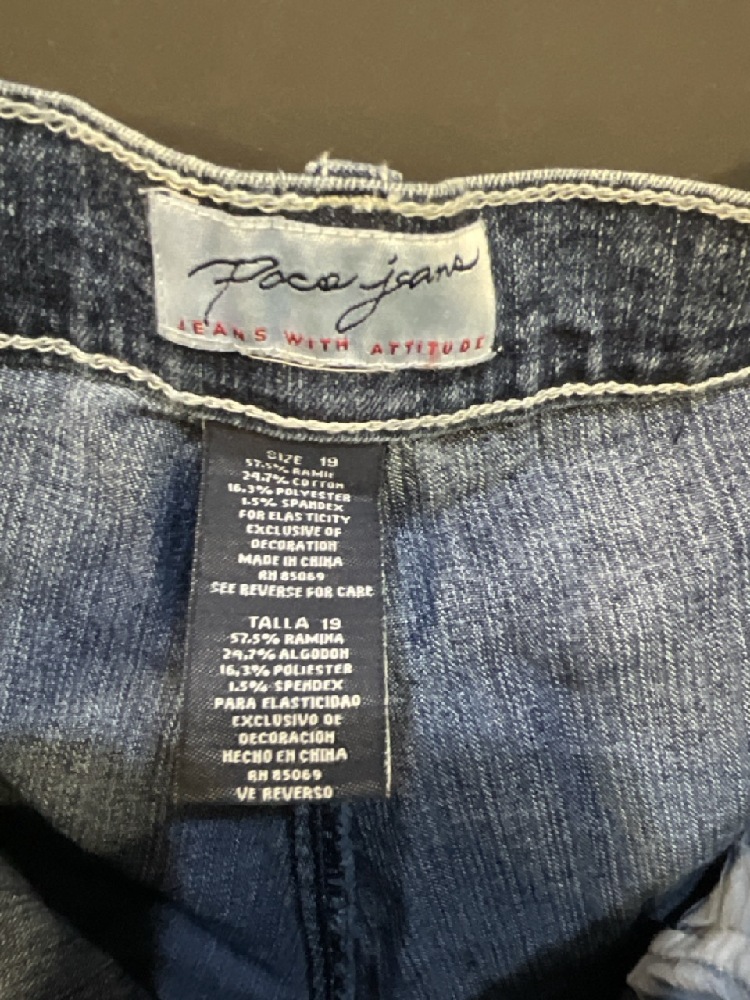 Poco jeans
JEANS WITH ATTITUDE
SIZE 19
57.5% RAMIE
24.7% COTTON
16.3% POLYESTER
1.5% SPANDEX
FOR ELASTICITY
EXCLUSIVE OF
DECORATION
MADE IN CHINA
RN 85069
SEE REVERSE FOR CARE
TALLA 19
57.5% RAMINA
24,7% ALGODON
16,3% POLIESTER
1.5% SPENDEX
PARA ELASTICIDAO
EXCLUSIVO DE
DECORACION
HECHO EN CHINA
RN 85069
VE REVERSO